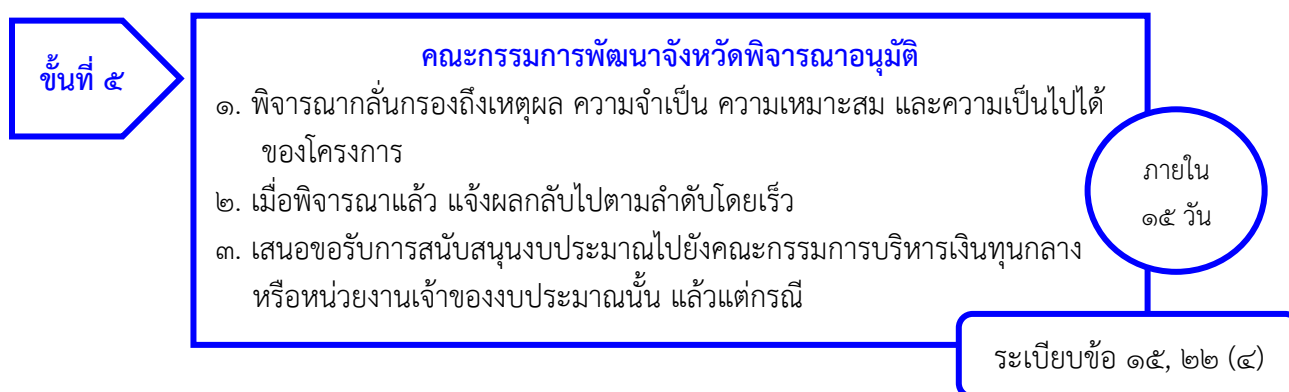 ขั้นที่ ๕
คณะกรรมการพัฒนาจังหวัดพิจารณาอนุมัติ
๑. พิจารณากลั่นกรองถึงเหตุผล ความจำเป็น ความเหมาะสม และความเป็นไปได้
ของโครงการ
๒. เมื่อพิจารณาแล้ว แจ้งผลกลับไปตามลำดับโดยเร็ว
๓. เสนอขอรับการสนับสนุนงบประมาณไปยังคณะกรรมการบริหารเงินทุนกลาง
หรือหน่วยงานเจ้าของงบประมาณนั้น แล้วแต่กรณี
ภายใน
๑๕ วัน
ระเบียบข้อ ๑๕, ๒๒ (๔)